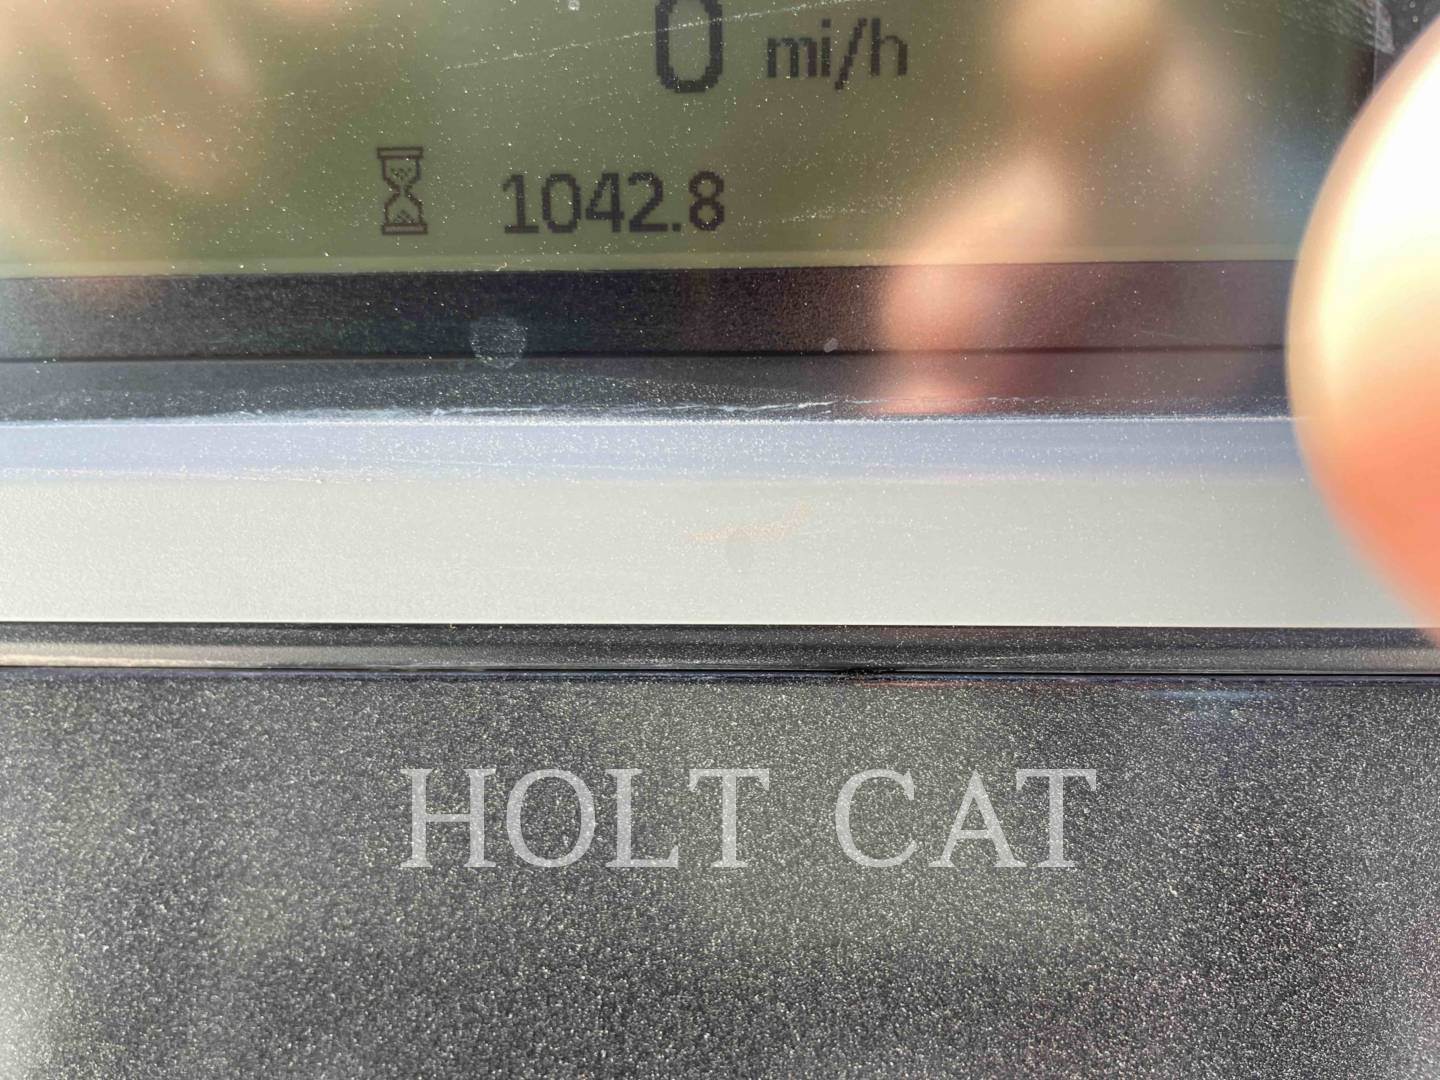 0 mi/h
1042.8
HOLT CAT